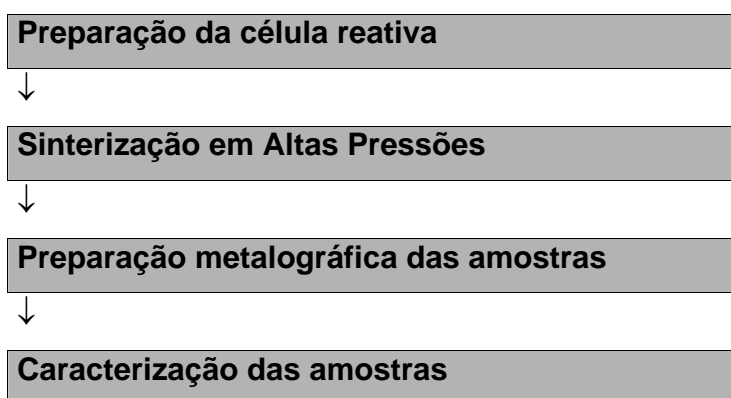 Preparação da célula reativa
↓
Sinterização em Altas Pressões
↓
Preparação metalográfica das amostras
↓
Caracterização das amostras